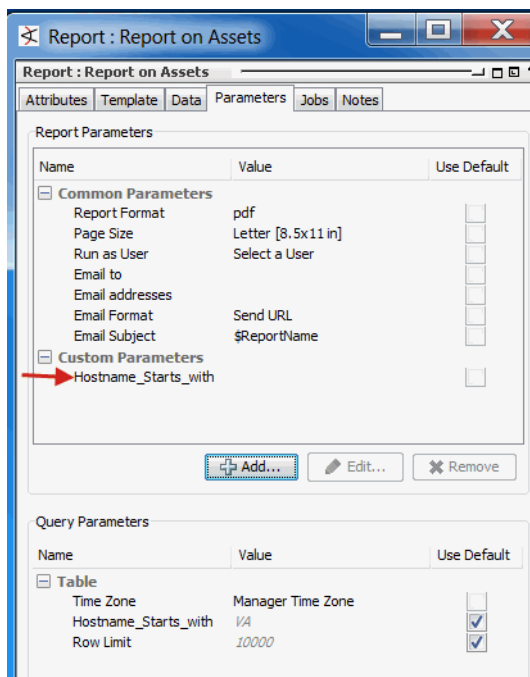 Report : Report on Assets
Report : Report on Assets
Attributes Template Data Parameters Jobs Notes
Report Parameters
Name Value Use Default
Common Parameters
Report Format pdf
Page Size Letter [8.5x11 in]
Run as User Select a User
Email to
Email addresses
Email Format Send URL
Email Subject $ReportName
Custom Parameters
Hostname_Starts_with
Add... Edit... Remove
Query Parameters
Name Value Use Default
Table
Time Zone Manager Time Zone
Hostname_Starts_with VA
Row Limit 10000